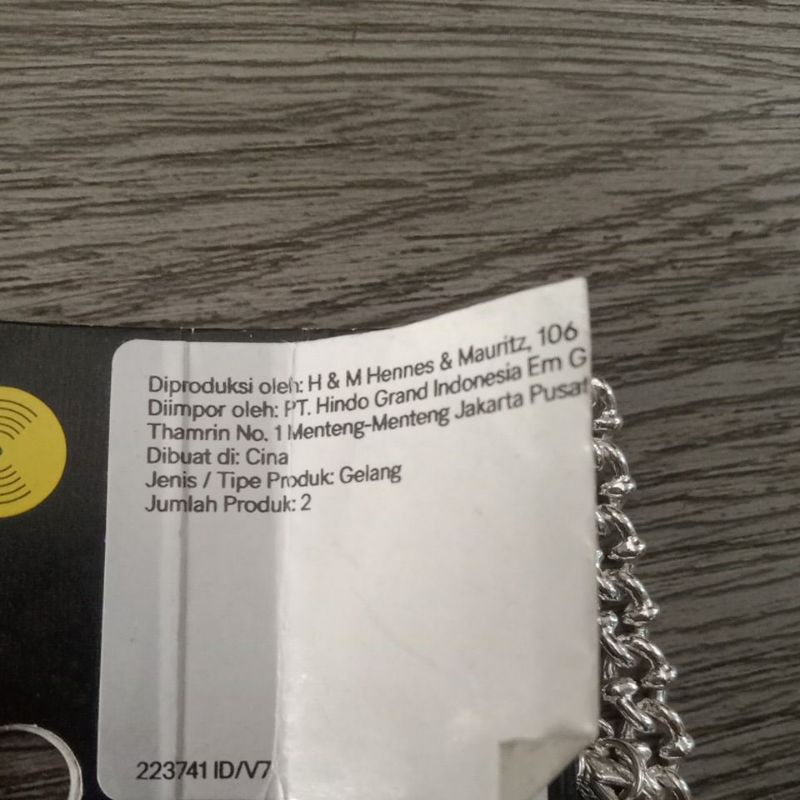 Diproduksi oleh: H & M Hennes & Mauritz, 106
Diimpor oleh: PT. Hindo Grand Indonesia Em G
Thamrin No. 1 Menteng-Menteng Jakarta Pusat
Dibuat di: Cina
Jenis / Tipe Produk: Gelang
Jumlah Produk: 2
223741 ID/V7